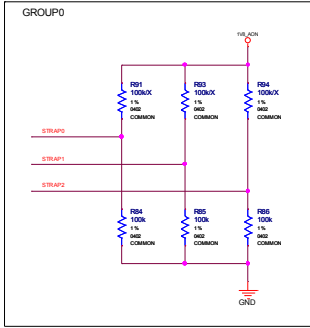 GROUP0
1V8_AON
R91
100k/X
1 %
0402
COMMON
R93
100k/X
1 %
0402
COMMON
R94
100k/X
1 %
0402
COMMON
STRAP0
STRAP1
STRAP2
R84
100k
1 %
0402
COMMON
R85
100k
1 %
0402
COMMON
R86
100k
1 %
0402
COMMON
GND